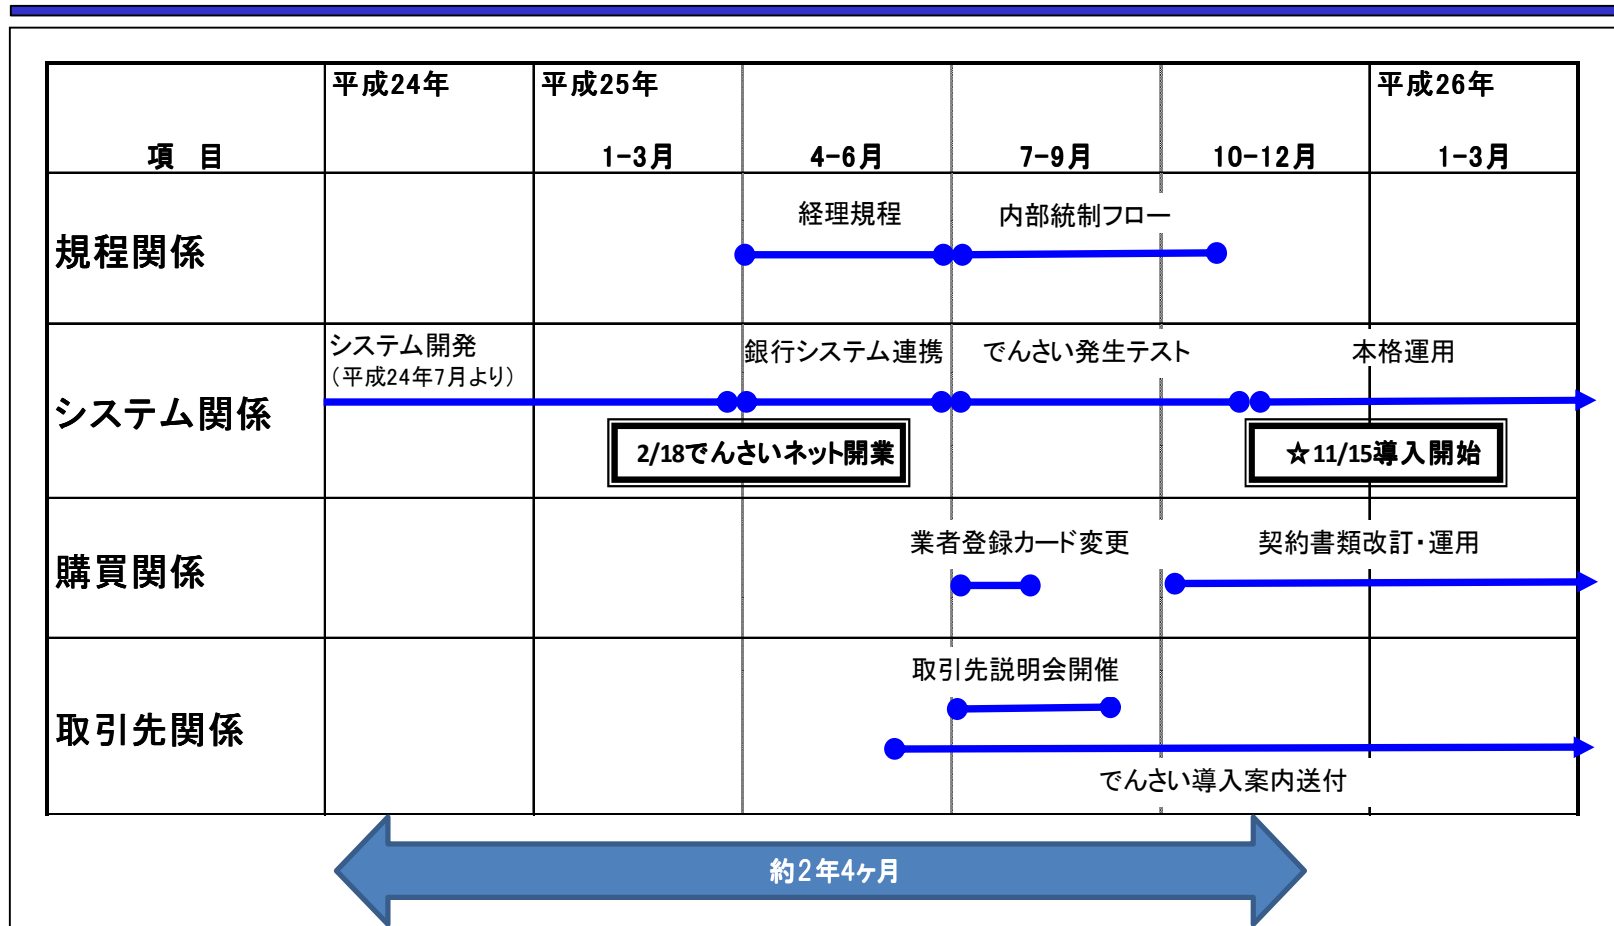 平成24年 平成25年 平成26年
項　目 1-3月 4-6月 7-9月 10-12月 1-3月
規程関係
経理規程 内部統制フロー
システム関係
システム開発 銀行システム連携 でんさい発生テスト 本格運用
（平成24年7月より）
2/18でんさいネット開業 ☆11/15導入開始
購買関係
業者登録カード変更 契約書類改訂・運用
取引先関係
取引先説明会開催
でんさい導入案内送付
約2年4ヶ月